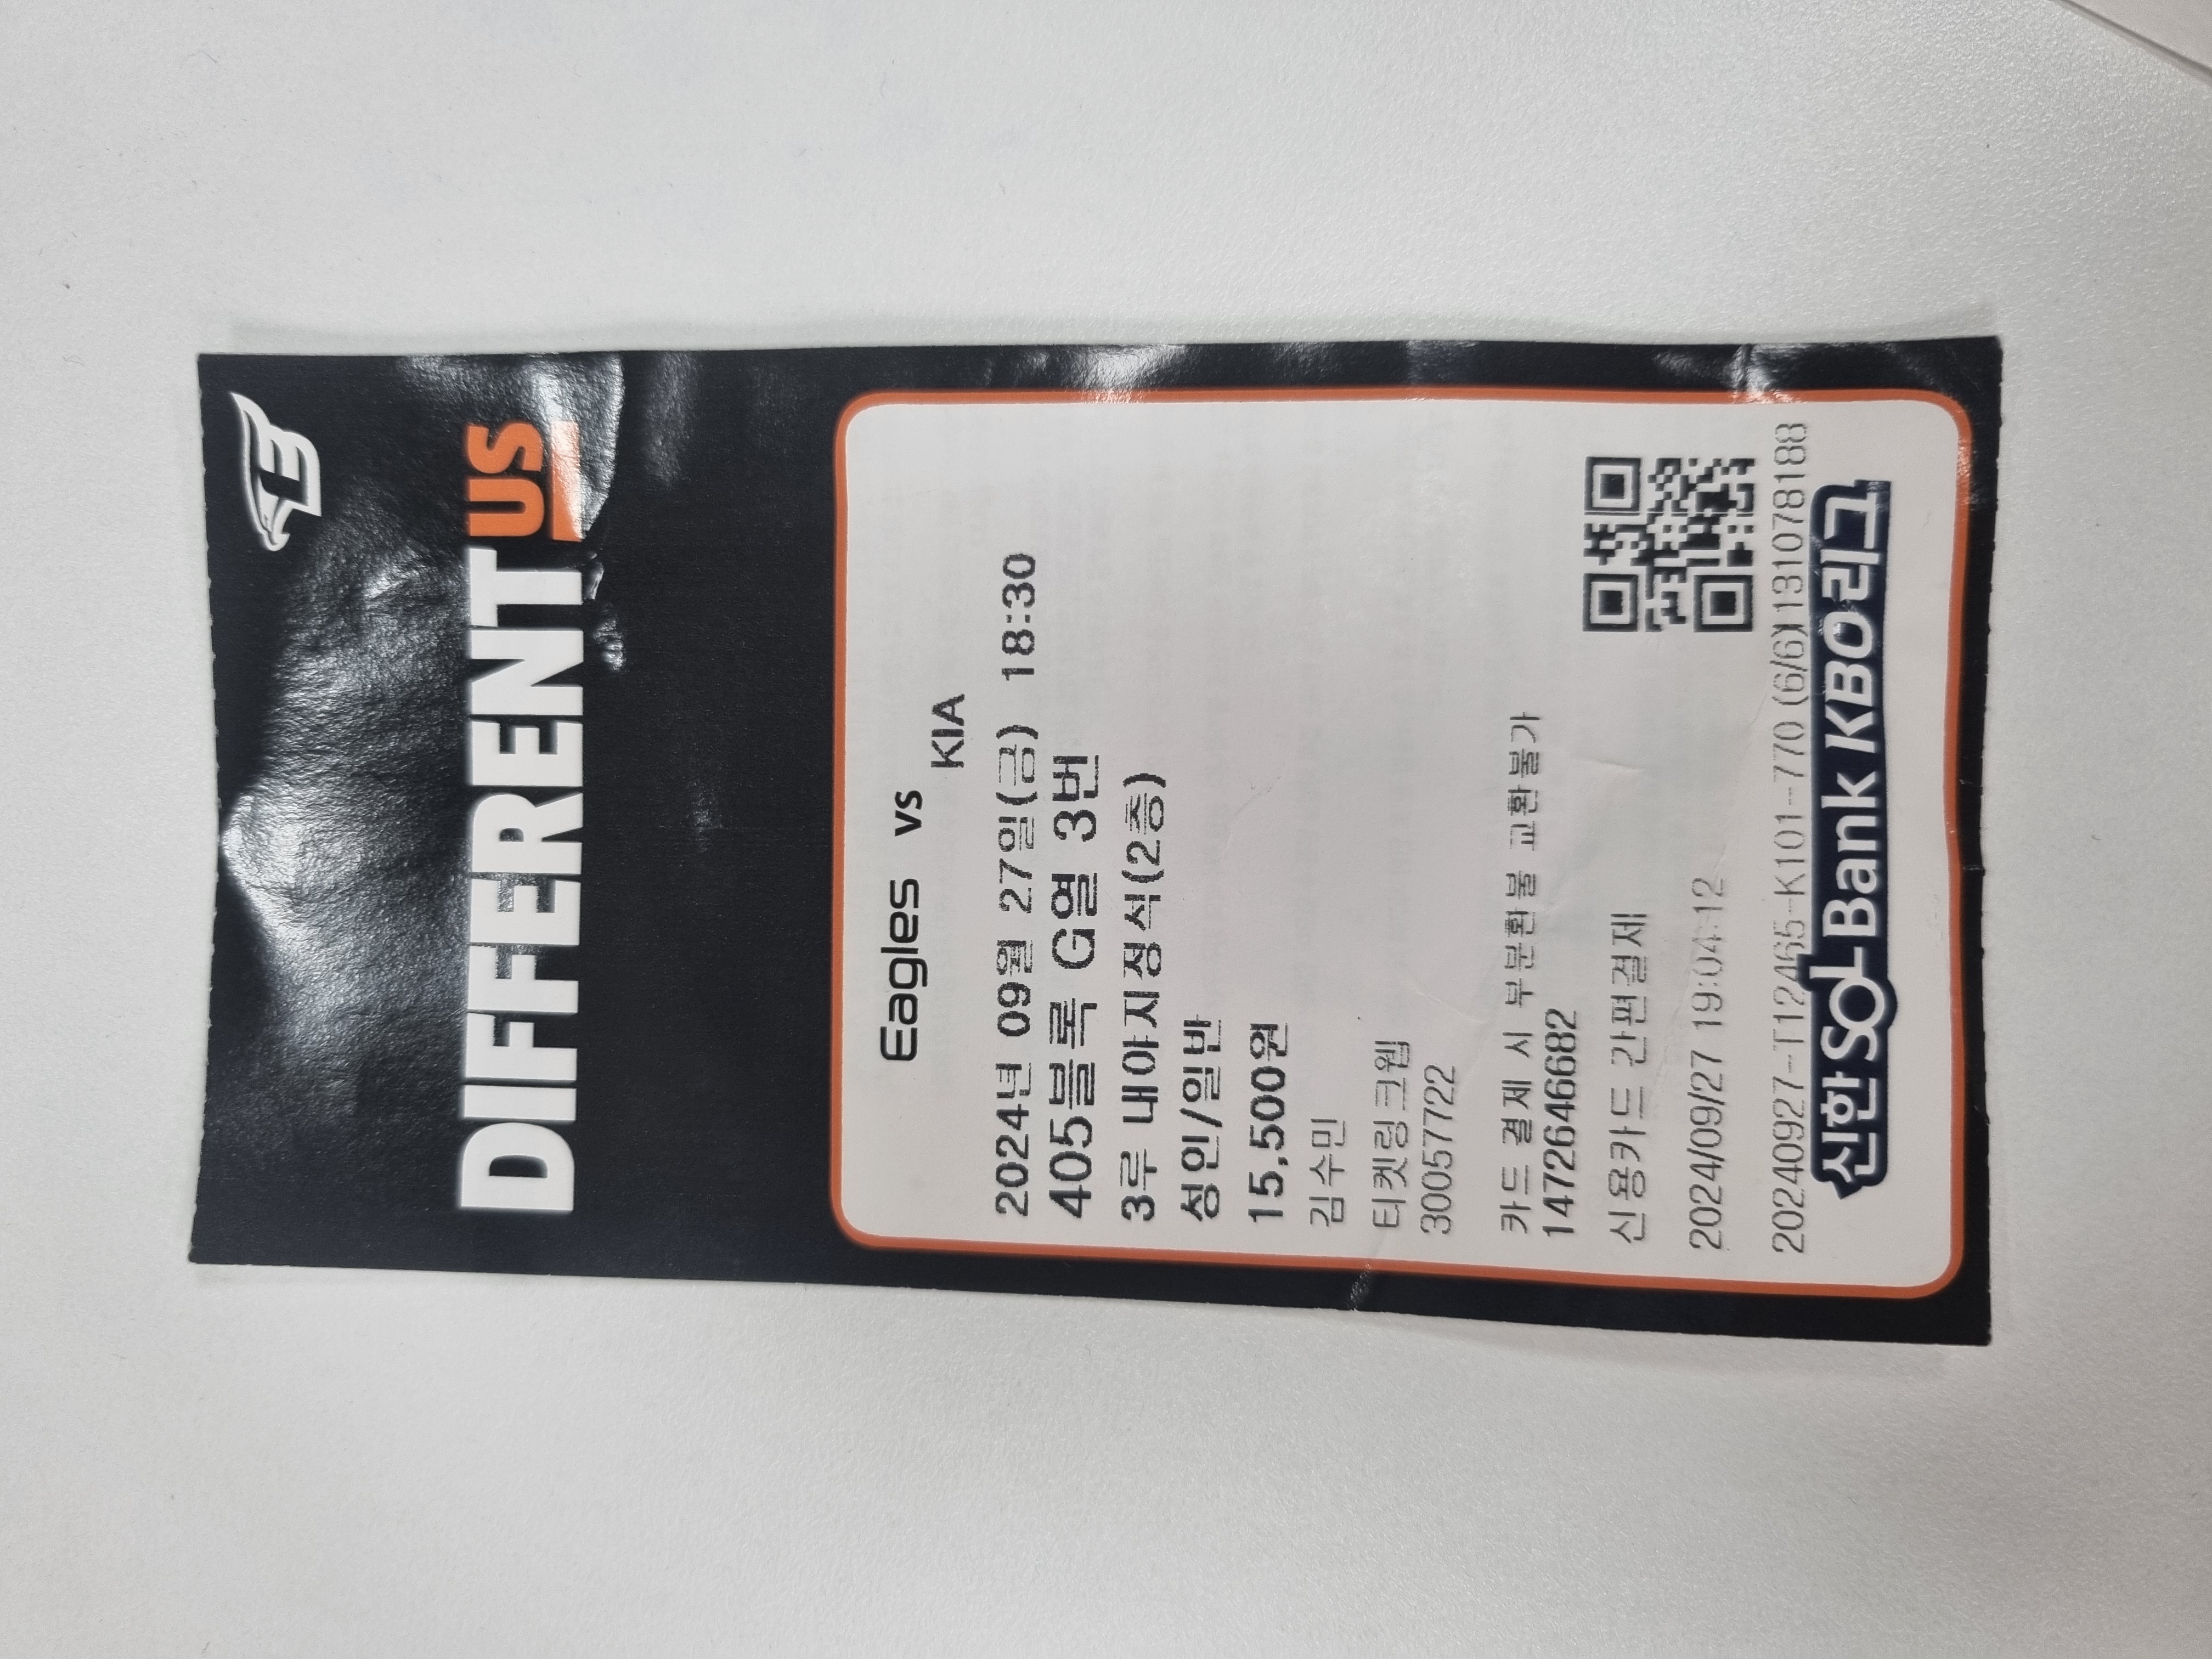 DIFFERENT US
Eagles vs KIA
2024년 09월 27일(금) 18:30
405블록 G열 3번
3루 내야지정석(2층)
성인/일반
15,500원
김수민
티켓링크웹
30057722
카드 결제 시 부분환불 교환불가
1472646682
신용카드 간편결제
2024/09/27 19:04:12
20240927-T12465-K101-770 (6/6)1131078188
신한 SOL Bank KBO 리그